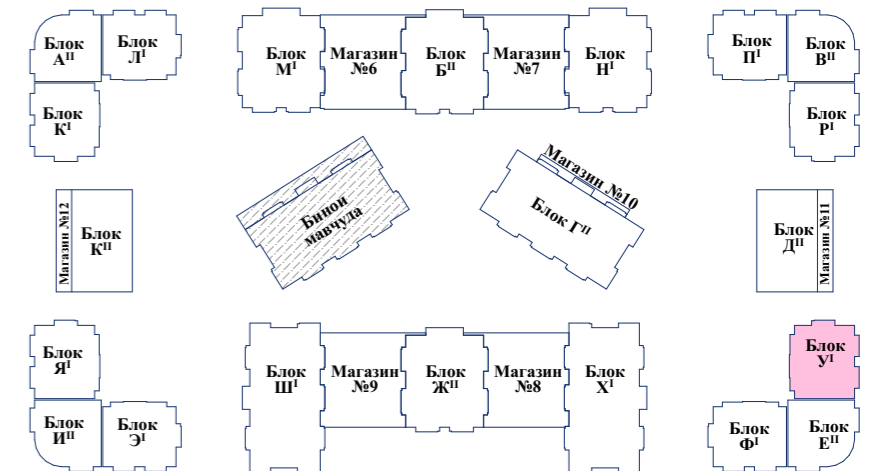 Блок
Аᴵᴵ
Блок
Лᴵ
Блок
Мᴵ
Магазин
№6
Блок
Бᴵᴵ
Магазин
№7
Блок
Нᴵ
Блок
Пᴵ
Блок
Вᴵᴵ
Блок
Кᴵ
Блок
Рᴵ
Магазин №12
Блок
Кᴵᴵ
Бинои
мавчуда
Магазин №10
Блок Гᴵᴵ
Блок
Дᴵᴵ
Магазин №11
Блок
Яᴵ
Блок
Шᴵ
Магазин
№9
Блок
Жᴵᴵ
Магазин
№8
Блок
Хᴵ
Блок
Уᴵ
Блок
Иᴵᴵ
Блок
Эᴵ
Блок
Фᴵ
Блок
Еᴵᴵ